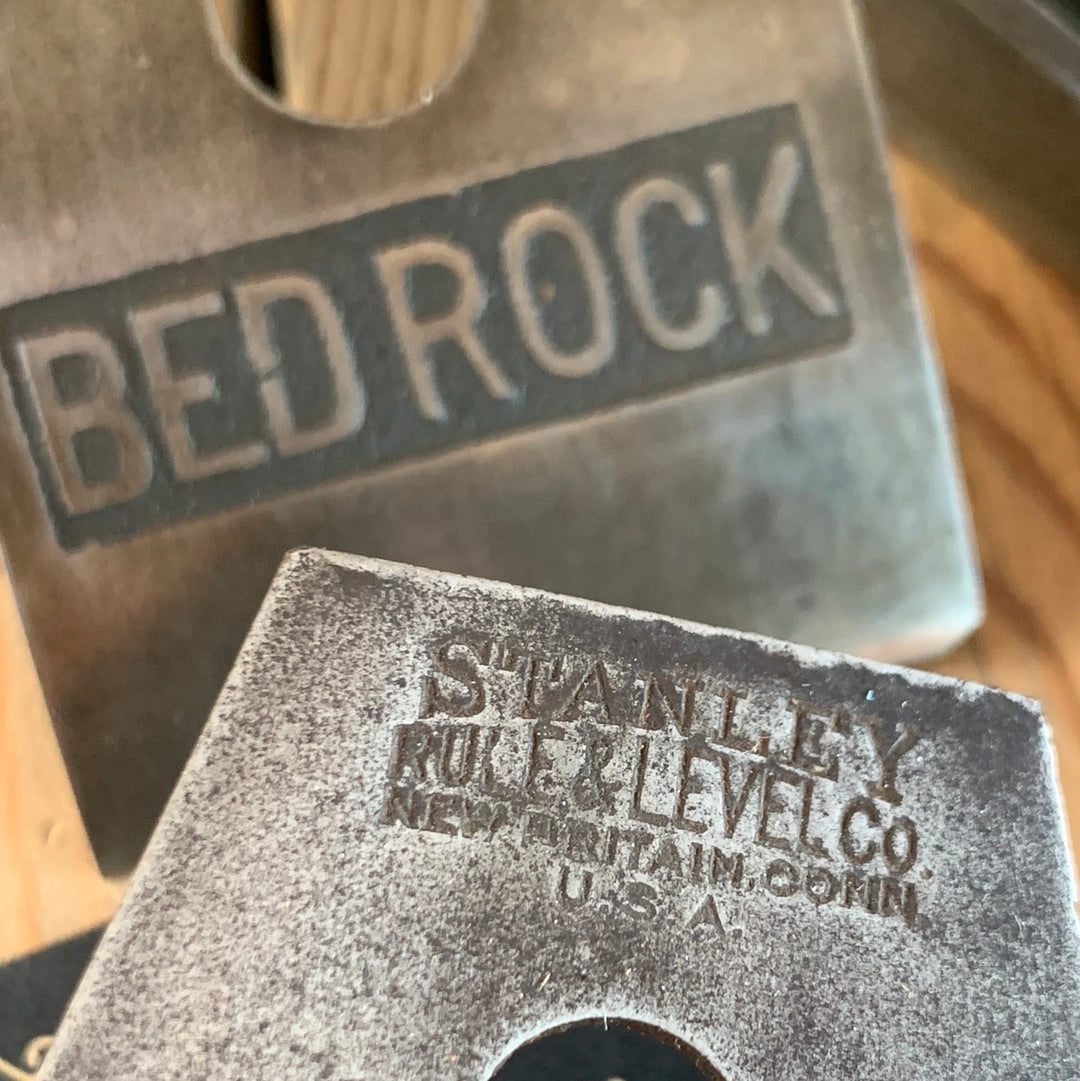 BED ROCK
STANLEY
RULE & LEVEL CO.
NEW BRITAIN, CONN.
U.S.A.